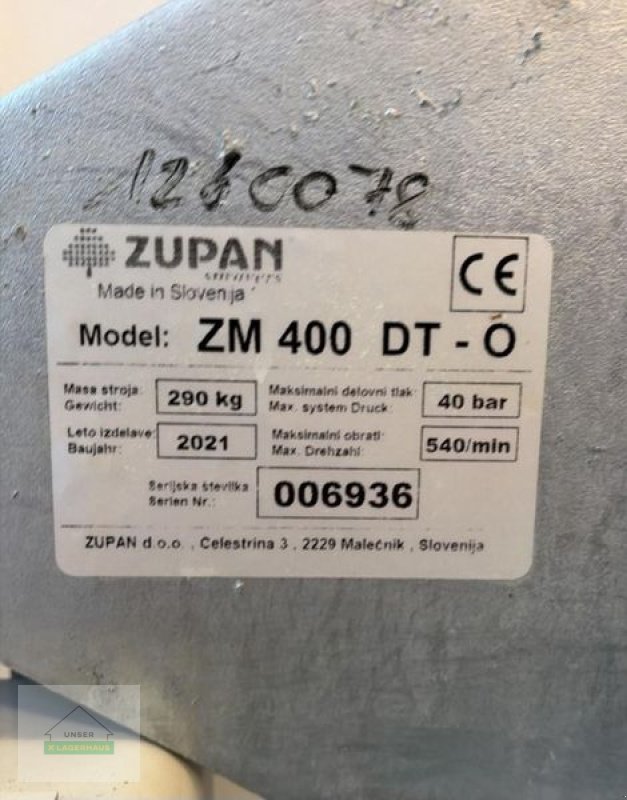 1280078
ZUPAN
sprayers
Made in Slovenija
CE
Model: ZM 400 DT - O
Masa stroja:
Gewicht:
290 kg
Maksimalni delovni tlak:
Max. system Druck:
40 bar
Leto izdelave:
Baujahr:
2021
Maksimalni obrati:
Max. Drehzahl:
540/min
Serijska številka
Serien Nr.:
006936
ZUPAN d.o.o. , Celestrina 3 , 2229 Malečnik , Slovenija
UNSER
X LAGERHAUS